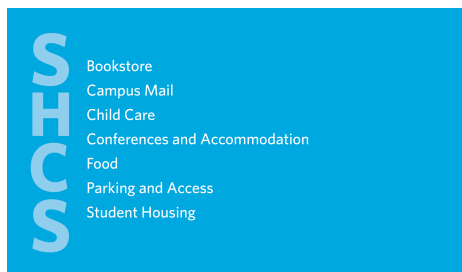 SHCS
Bookstore
Campus Mail
Child Care
Conferences and Accommodation
Food
Parking and Access
Student Housing